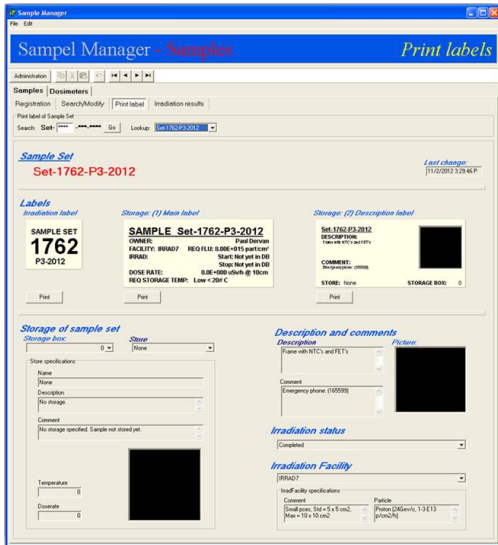 Sample Manager
File Edit
Sampel Manager - Samples Print labels
Administration
Samples Dosimeters
Registration Search/Modify Print label Irradiation results
Print label of Sample Set
Search: Set- **** -***-**** Go Lookup: Set-1762-P3-2012
Sample Set
Set-1762-P3-2012
Last change:
11/2/2012 3:29:46 P
Labels
Irradiation label
SAMPLE SET
1762
P3-2012
Print
Storage: (1) Main label
SAMPLE Set-1762-P3-2012
OWNER: Paul Dervan
FACILITY: IRRAD7 REQ FLU: 0.00E+015 part/cm²
IRRAD: Start: Not yet in DB
Stop: Not yet in DB
DOSE RATE: 0.0E+000 uSv/h @ 10cm
REQ STORAGE TEMP: Low < 20# C
Print
Storage: (2) Description label
Set-1762-P3-2012
DESCRIPTION:
Frame with NTC's and FET's
COMMENT:
Emergency phone: (165599)
STORE: None STORAGE BOX: 0
Print
Storage of sample set
Storage box: Store
0 None
Store specifications
Name
None
Description
No storage.
Comment
No storage specified. Sample not stored yet.
Temperature
0
Doserate
0
Description and comments
Description Picture:
Frame with NTC's and FET's
Comment
Emergency phone: (165599)
Irradiation status
Completed
Irradiation Facility
IRRAD7
IrradFacility specifications
Comment Particle
Small pces, Std = 5 x 5 cm2, Proton [24Gev/c, 1-3 E13
Max = 10 x 10 cm2 p/cm2/h]